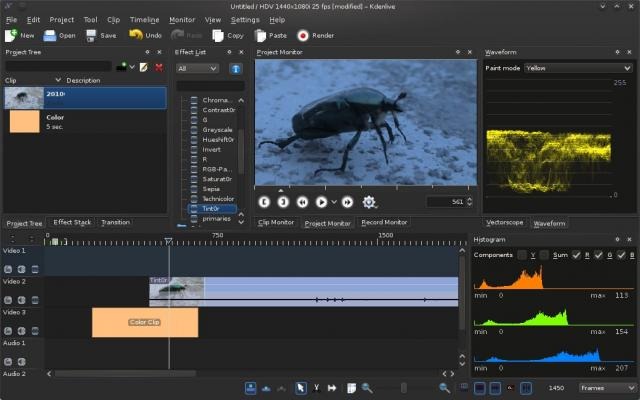 Untitled / HDV 1440x1080i 25 fps [modified] – Kdenlive
File Edit Project Tool Clip Timeline Monitor View Settings Help
New Open Save Undo Redo Copy Paste Render
Project Tree
Effect List
Project Monitor
Waveform
All
Paint mode Yellow
Clip Description
255
2010
Color
5 sec.
Chroma...
Contrast0r
G
Greyscale
Hueshift0r
Invert
R
RGB-Pa...
Saturat0r
Sepia
Technicolor
Tint0r
primaries
0
561
Project Tree Effect Stack Transition
Clip Monitor Project Monitor Record Monitor
Vectorscope Waveform
0 750 1500
Histogram
Video 1
Components Y Sum R G B
Video 2
Tint0r
min 0 max 113
Video 3
Color Clip
min 0 max 154
Audio 1
min 0 max 207
Audio 2
1450 Frames